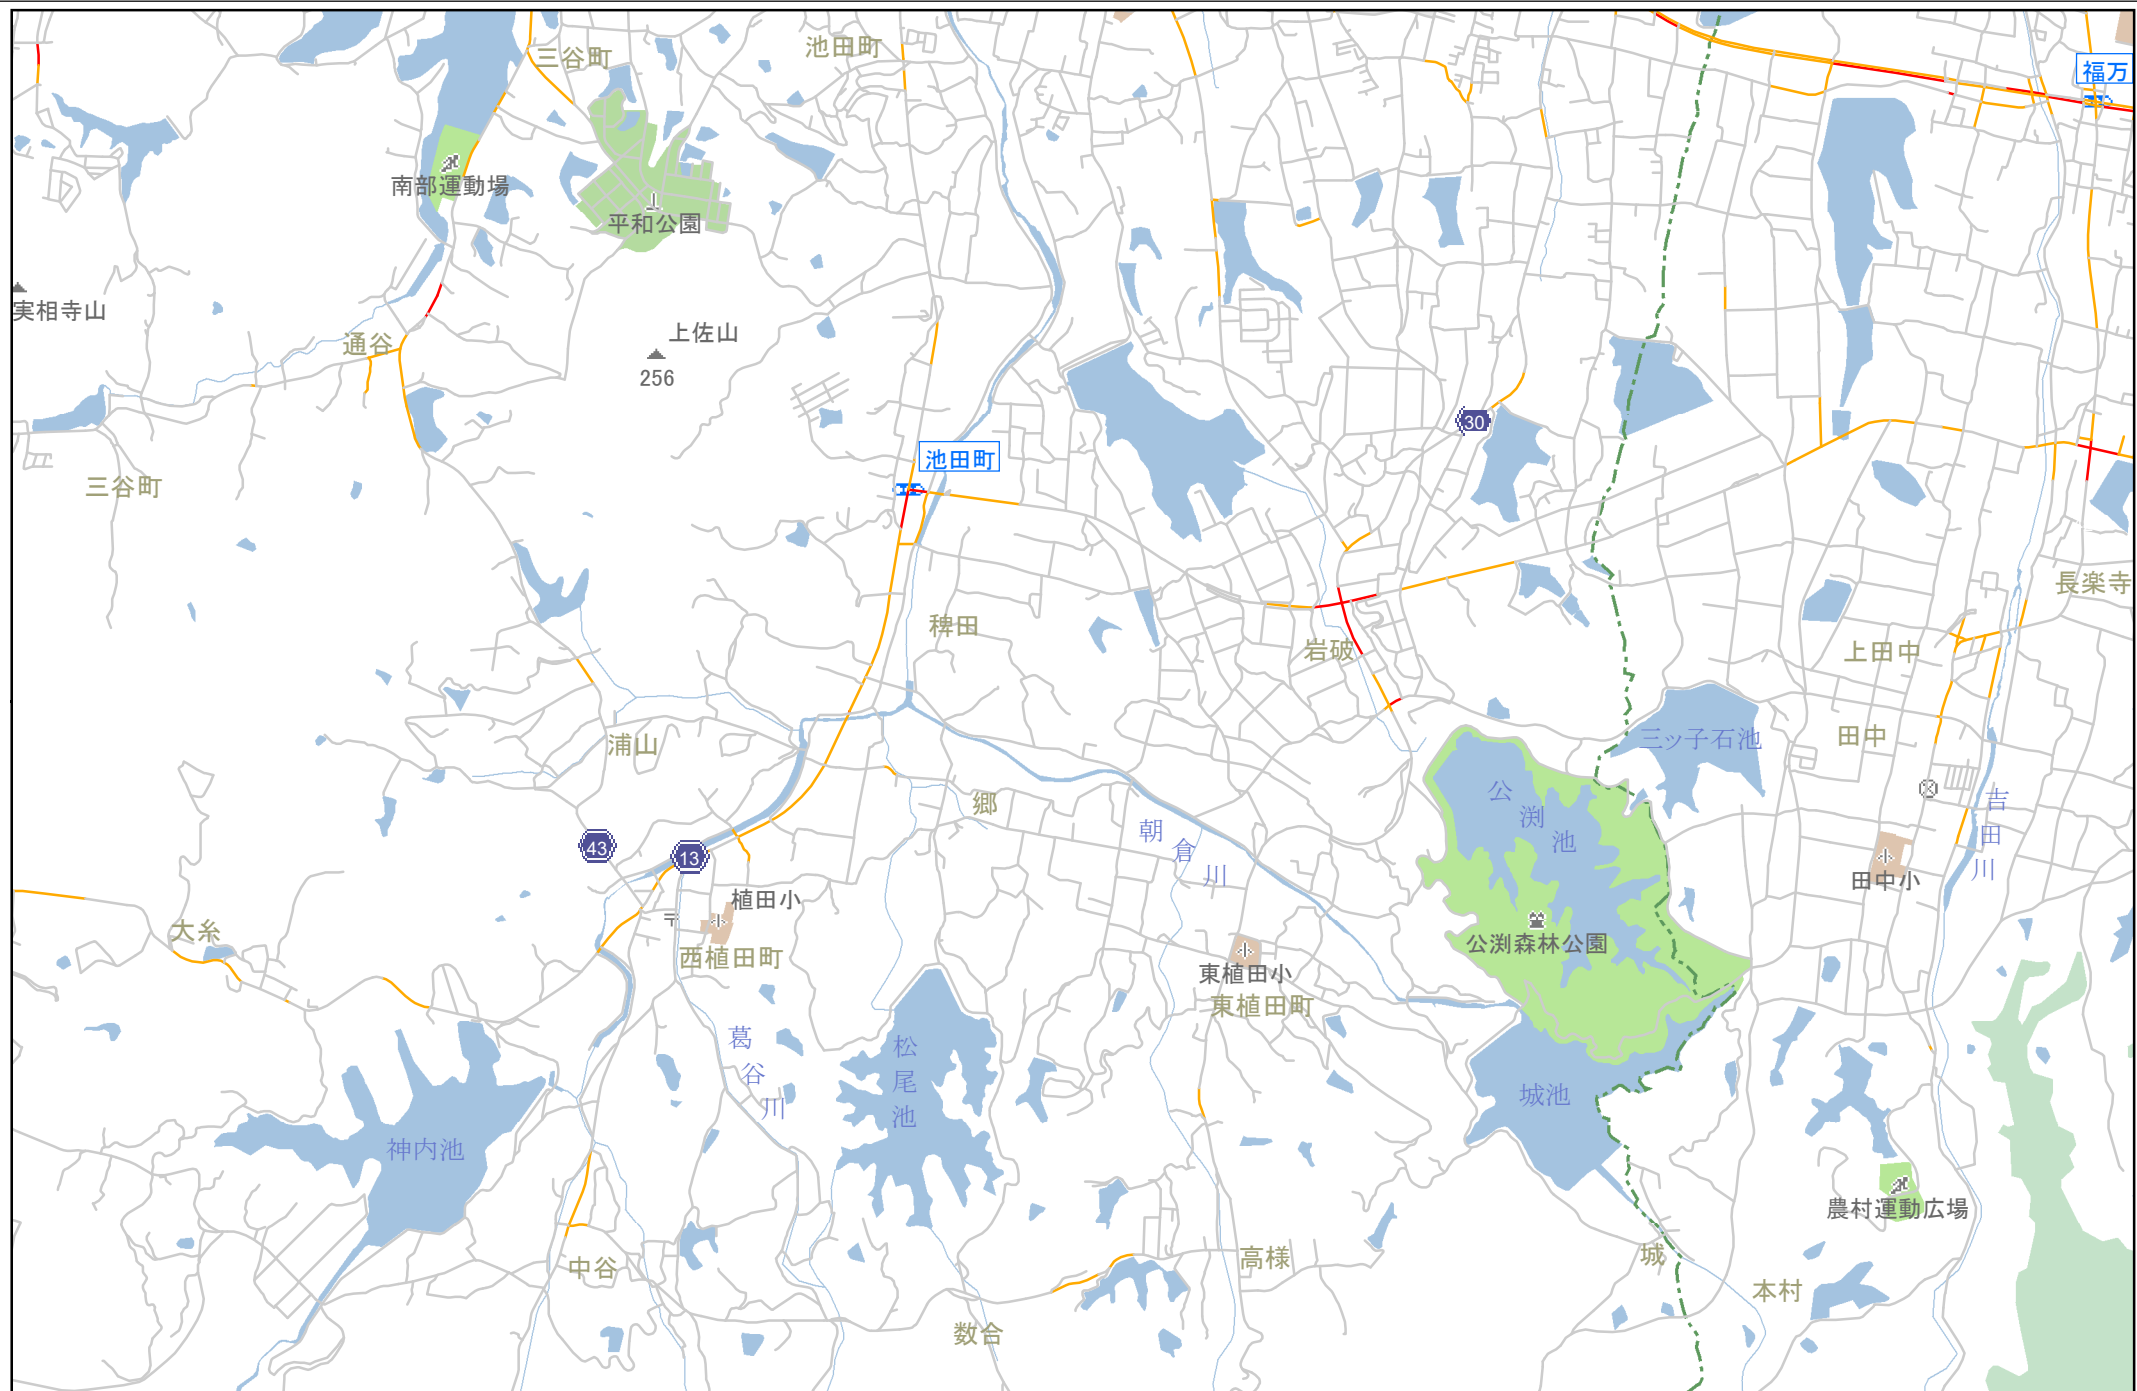 三谷町
池田町
福万
南部運動場
平和公園
実相寺山
通谷
上佐山
256
30
池田町
三谷町
長楽寺
稗田
岩破
上田中
浦山
三ッ子石池
田中
公渕池
郷
吉田川
朝倉川
43
13
田中小
植田小
大糸
公渕森林公園
西植田町
東植田小
東植田町
葛谷川
松尾池
城池
神内池
農村運動広場
高様
城
中谷
本村
数合